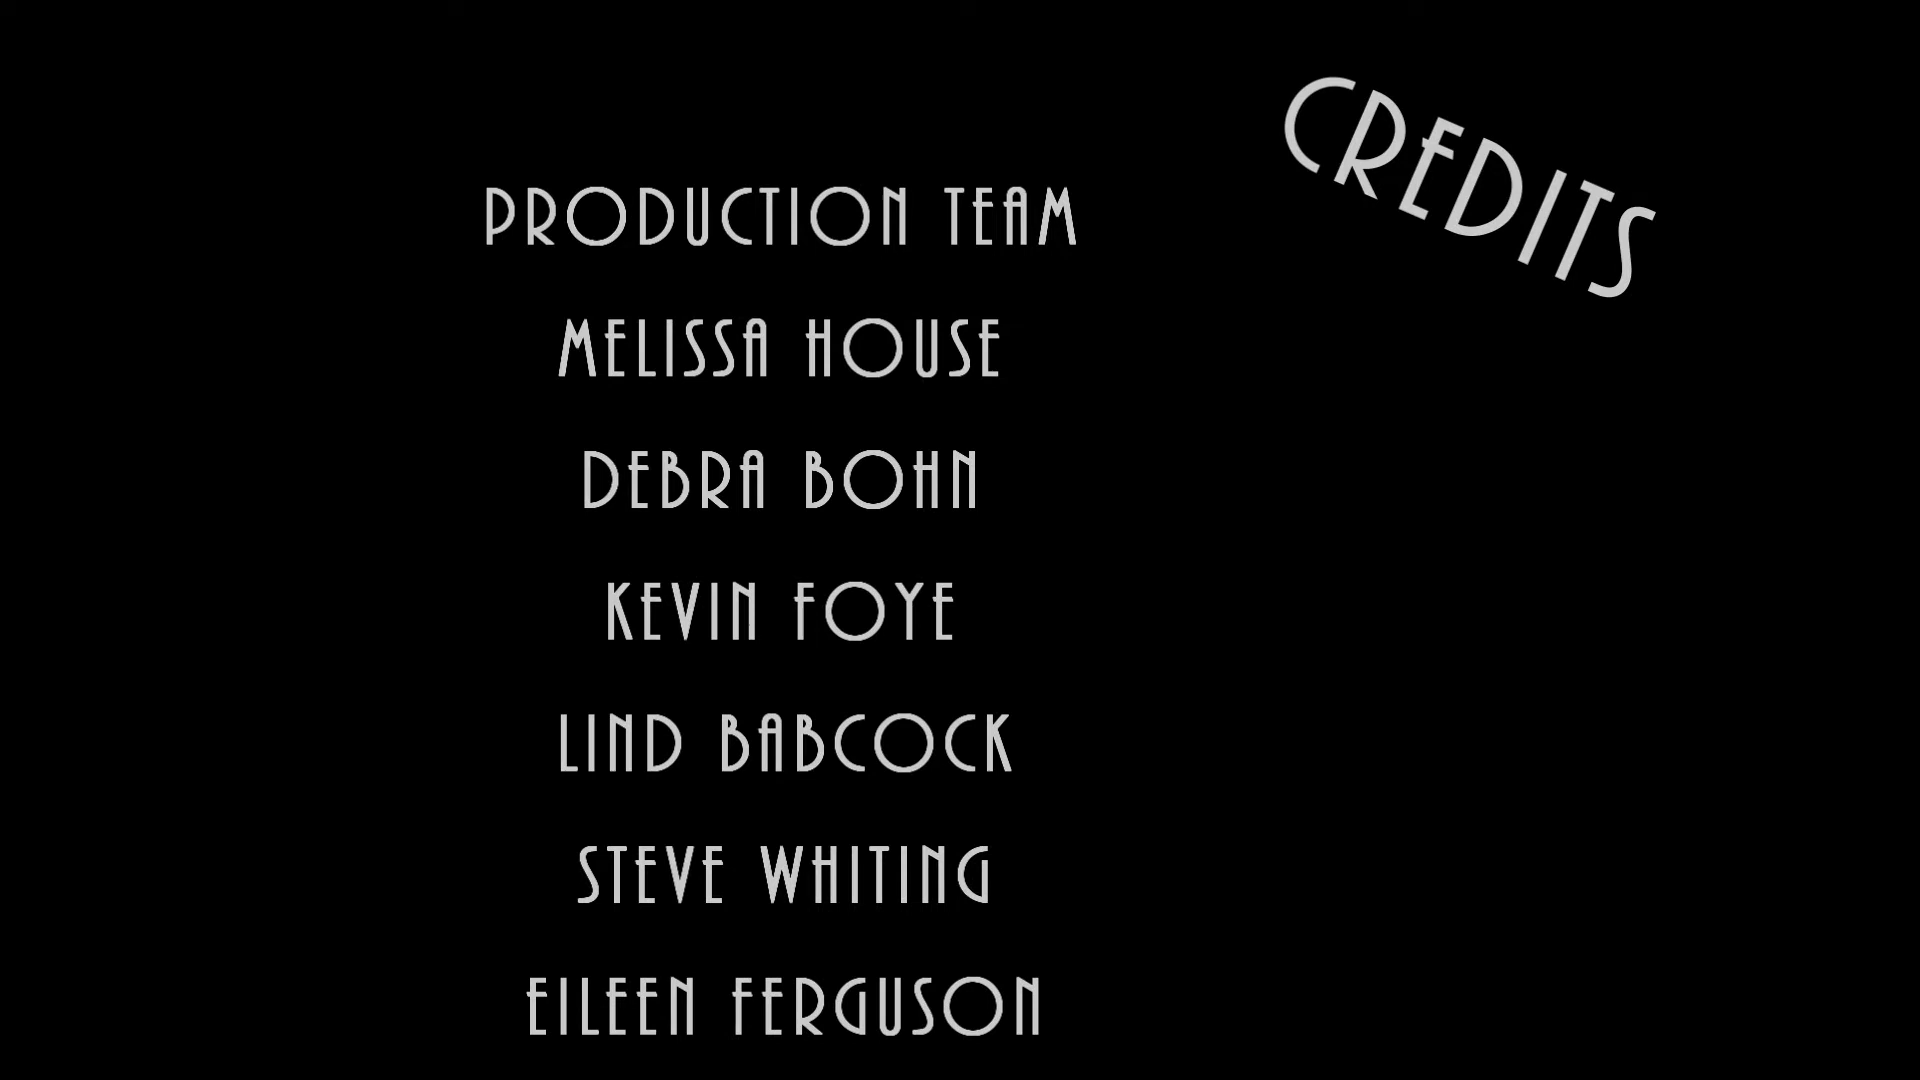 CREDITS
PRODUCTION TEAM
MELISSA HOUSE
DEBRA BOHN
KEVIN FOYE
LIND BABCOCK
STEVE WHITING
EILEEN FERGUSON